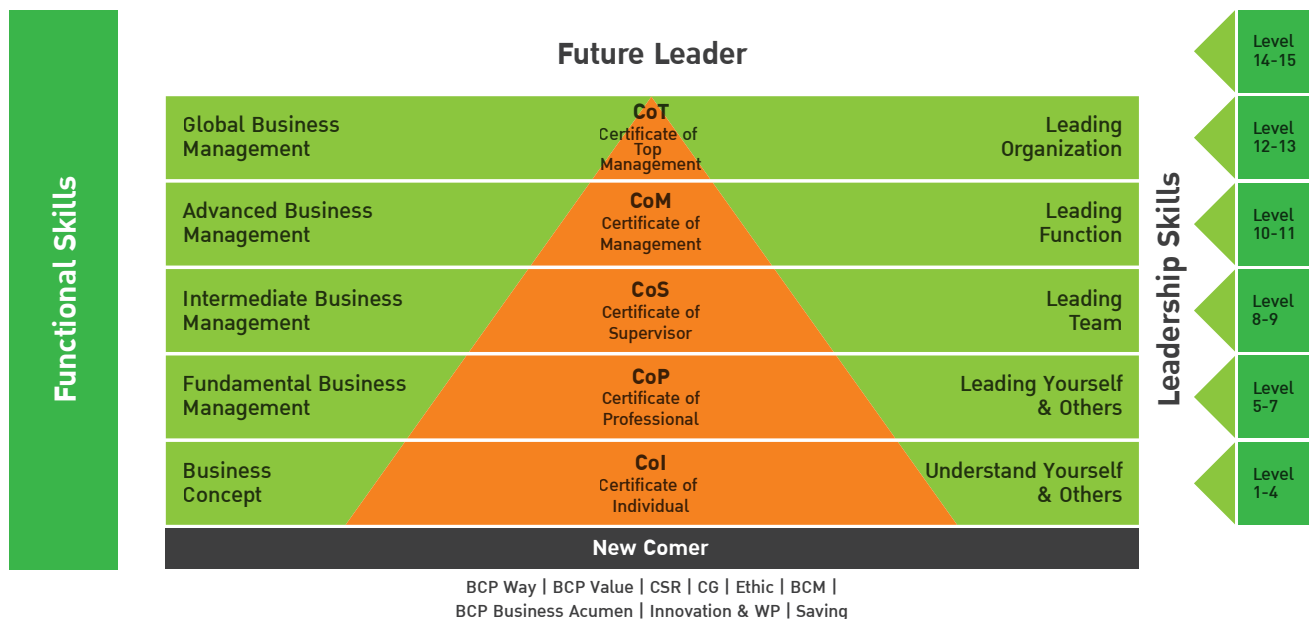 Functional Skills
Future Leader
Global Business
Management
CoT
Certificate of
Top
Management
Leading
Organization
Advanced Business
Management
CoM
Certificate of
Management
Leading
Function
Intermediate Business
Management
CoS
Certificate of
Supervisor
Leading
Team
Fundamental Business
Management
CoP
Certificate of
Professional
Leading Yourself
& Others
Business
Concept
CoI
Certificate of
Individual
Understand Yourself
& Others
New Comer
BCP Way | BCP Value | CSR | CG | Ethic | BCM |
BCP Business Acumen | Innovation & WP | Saving
Leadership Skills
Level
14-15
Level
12-13
Level
10-11
Level
8-9
Level
5-7
Level
1-4